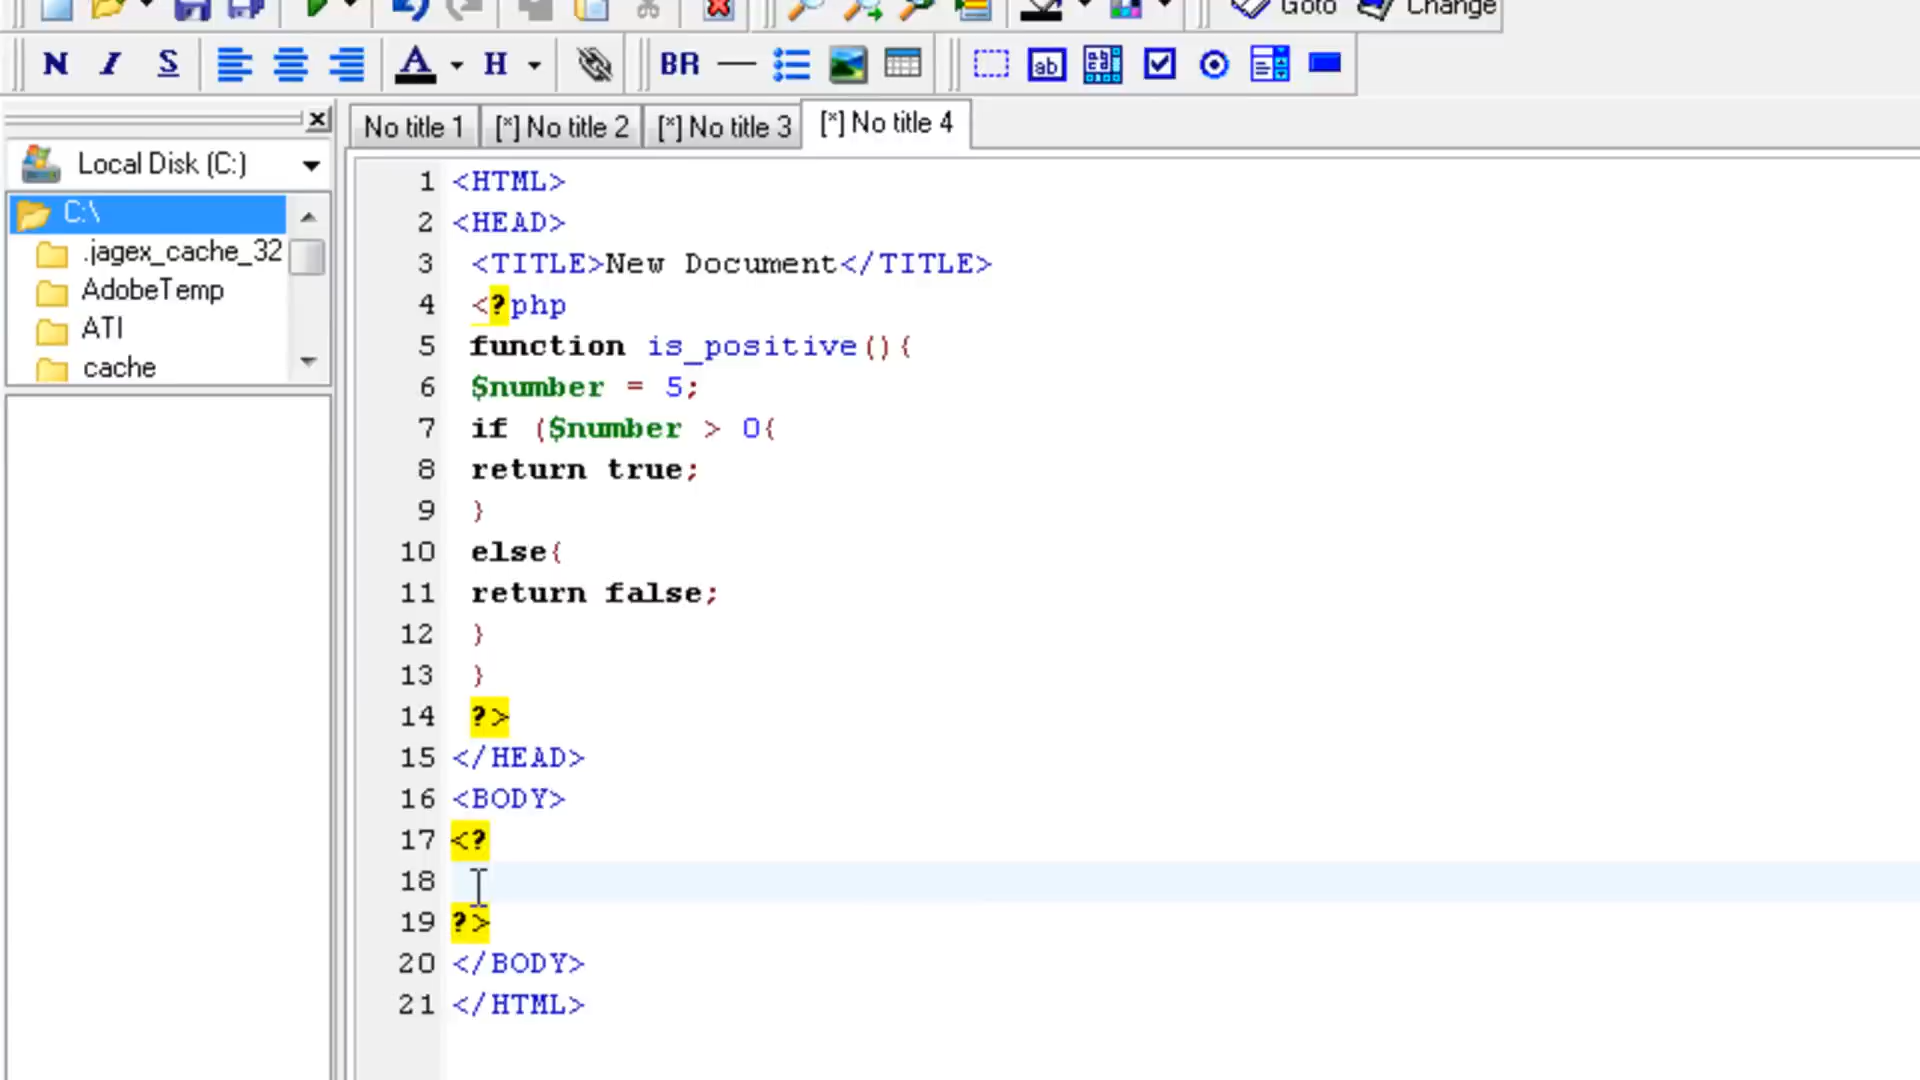 Goto Change
N I S A H BR ab
No title 1 [*] No title 2 [*] No title 3 [*] No title 4
Local Disk (C:)
C:\
.jagex_cache_32
AdobeTemp
ATI
cache
1 <HTML>
2 <HEAD>
3 <TITLE>New Document</TITLE>
4 <?php
5 function is_positive(){
6 $number = 5;
7 if ($number > 0{
8 return true;
9 }
10 else{
11 return false;
12 }
13 }
14 ?>
15 </HEAD>
16 <BODY>
17 <?
18
19 ?>
20 </BODY>
21 </HTML>